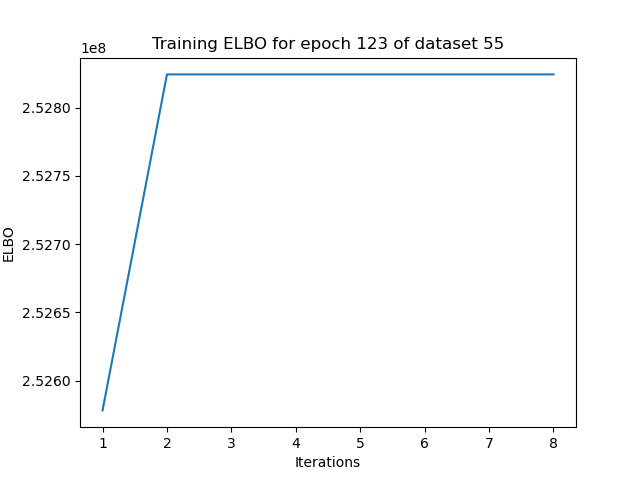 Training ELBO for epoch 123 of dataset 55
1e8
2.5280
2.5275
2.5270
2.5265
2.5260
ELBO
1 2 3 4 5 6 7 8
Iterations